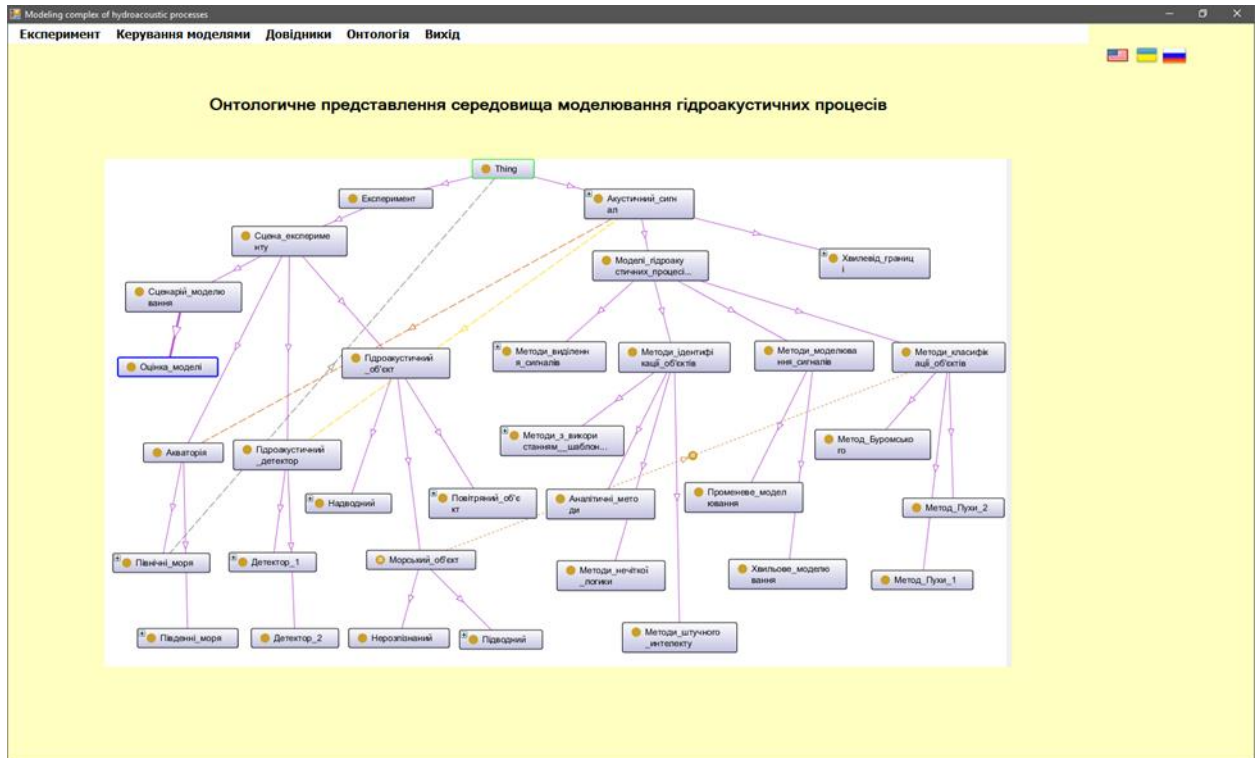 Modeling complex of hydroacoustic processes
Експеримент Керування моделями Довідники Онтологія Вихід
Онтологичне представлення середовища моделювання гідроакустичних процесів
Thing
Експеримент
Акустичний_сигн
ал
Сцена_експериме
нту
Моделі_гідроаку
стичних_процесі...
Хвилевід_границ
і
Сценарій_моделю
вання
Оцінка_моделі
Гідроакустичний
_об'єкт
Методи_виділенн
я_сигналів
Методи_ідентифі
кації_об'єктів
Методи_моделюва
ння_сигналів
Методи_класифік
ації_об'єктів
Акваторія
Гідроакустичний
_детектор
Методи_з_викори
станням__шаблон...
Метод_Буромсько
го
Надводний
Повітряний_об'є
кт
Аналітичні_мето
ди
Променеве_модел
ювання
Метод_Пухи_2
Північні_моря
Детектор_1
Морський_об'єкт
Методи_нечіткої
_логики
Хвильове_моделю
вання
Метод_Пухи_1
Південні_моря
Детектор_2
Нерозпізнаний
Підводний
Методи_штучного
_интелекту